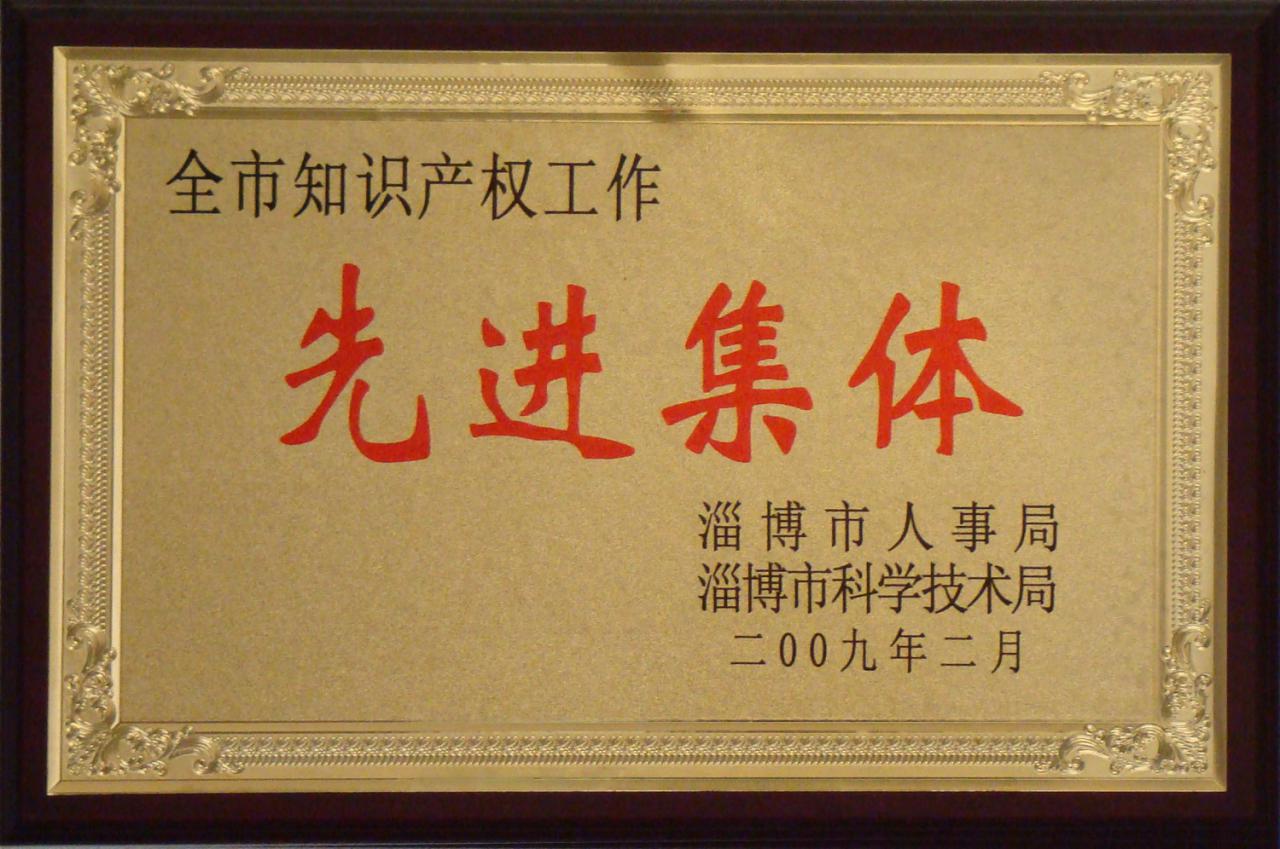 全市知识产权工作
先进集体
淄博市人事局
淄博市科学技术局
二00九年二月